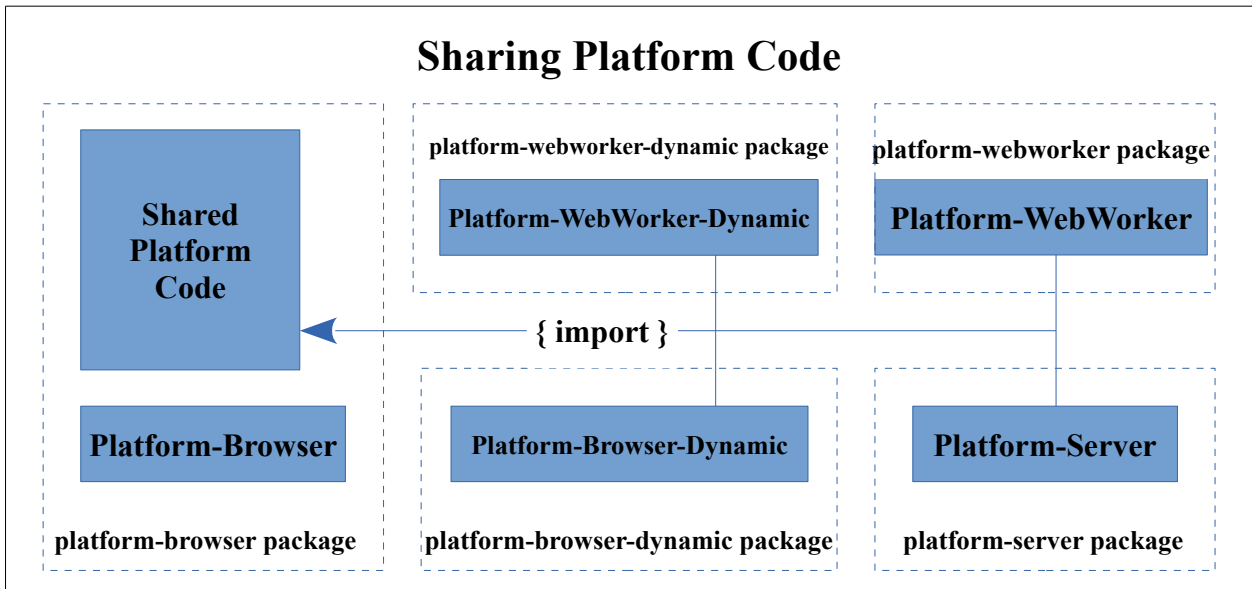 Sharing Platform Code
Shared
Platform
Code
Platform-Browser
platform-browser package
platform-webworker-dynamic package
Platform-WebWorker-Dynamic
platform-webworker package
Platform-WebWorker
{ import }
Platform-Browser-Dynamic
platform-browser-dynamic package
Platform-Server
platform-server package